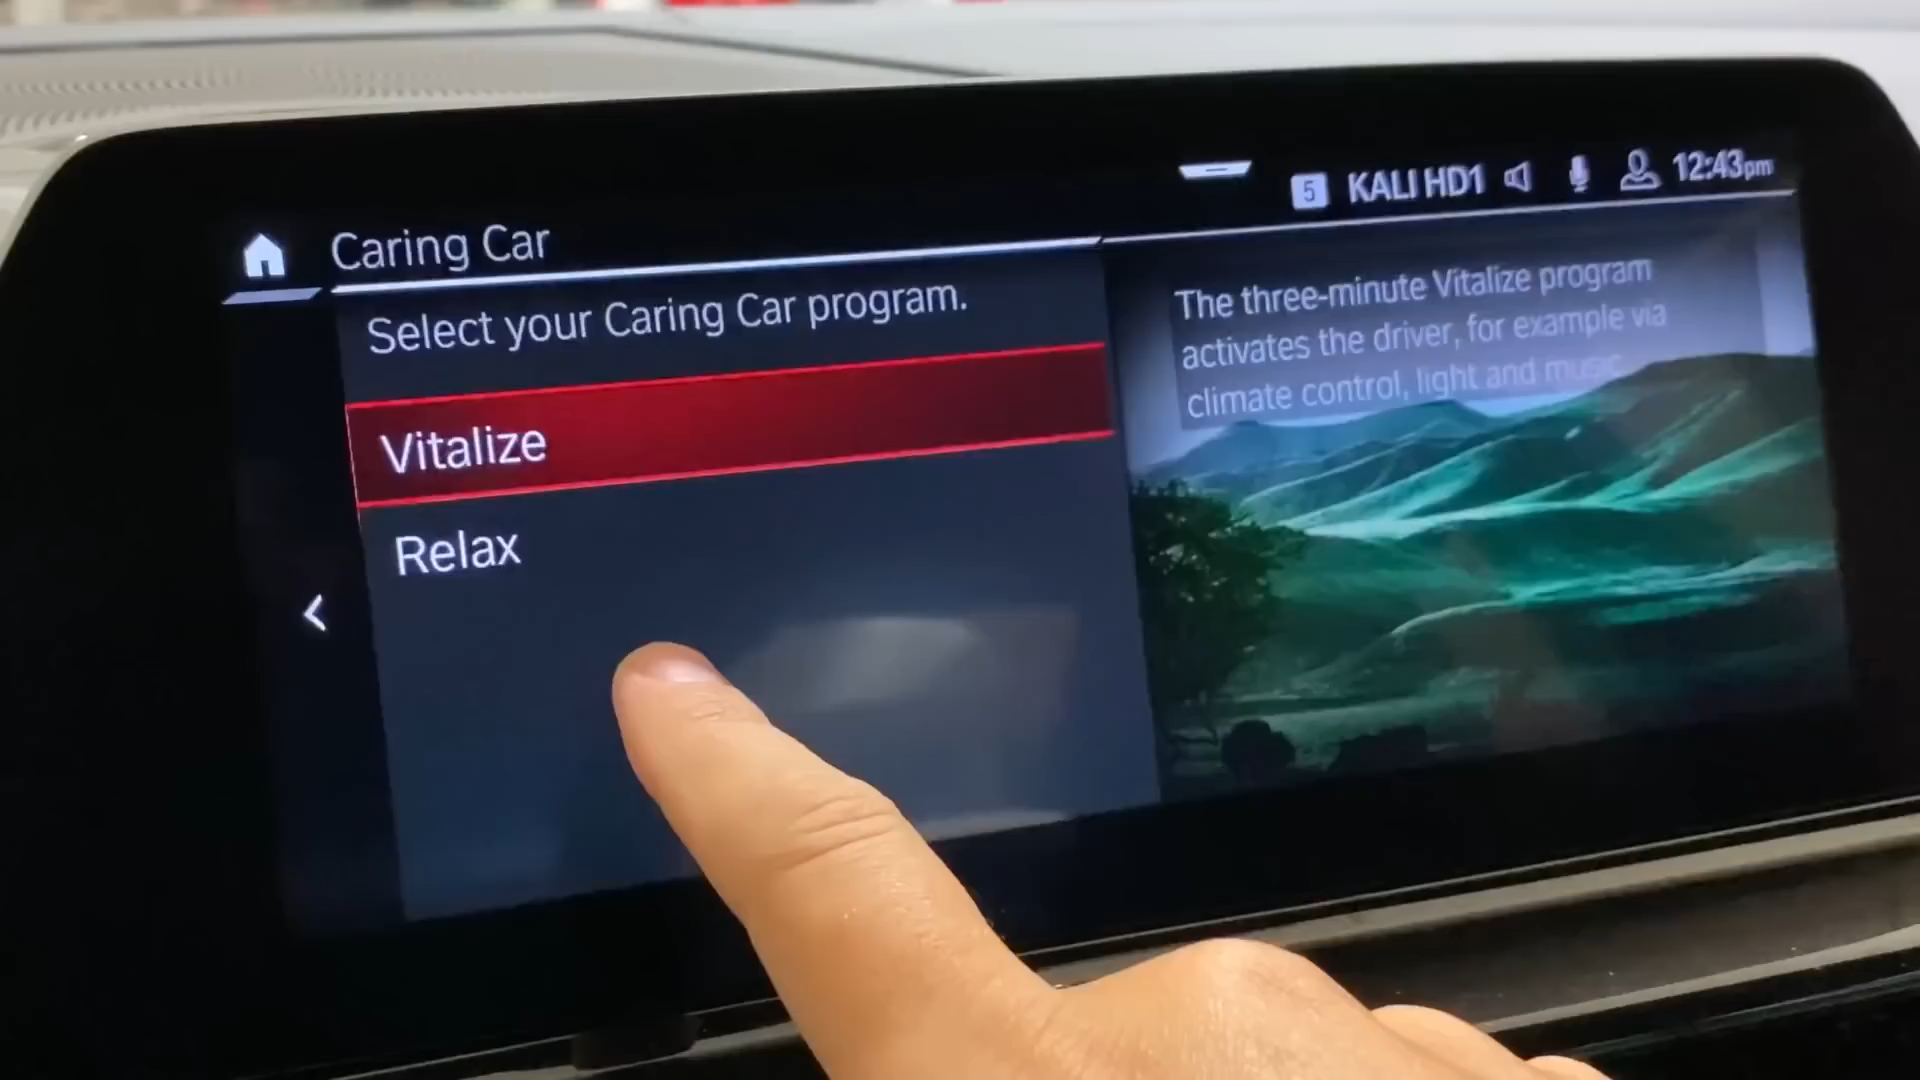 5 KALI HD1 12:43pm
Caring Car
Select your Caring Car program.
Vitalize
Relax
The three-minute Vitalize program
activates the driver, for example via
climate control, light and music.